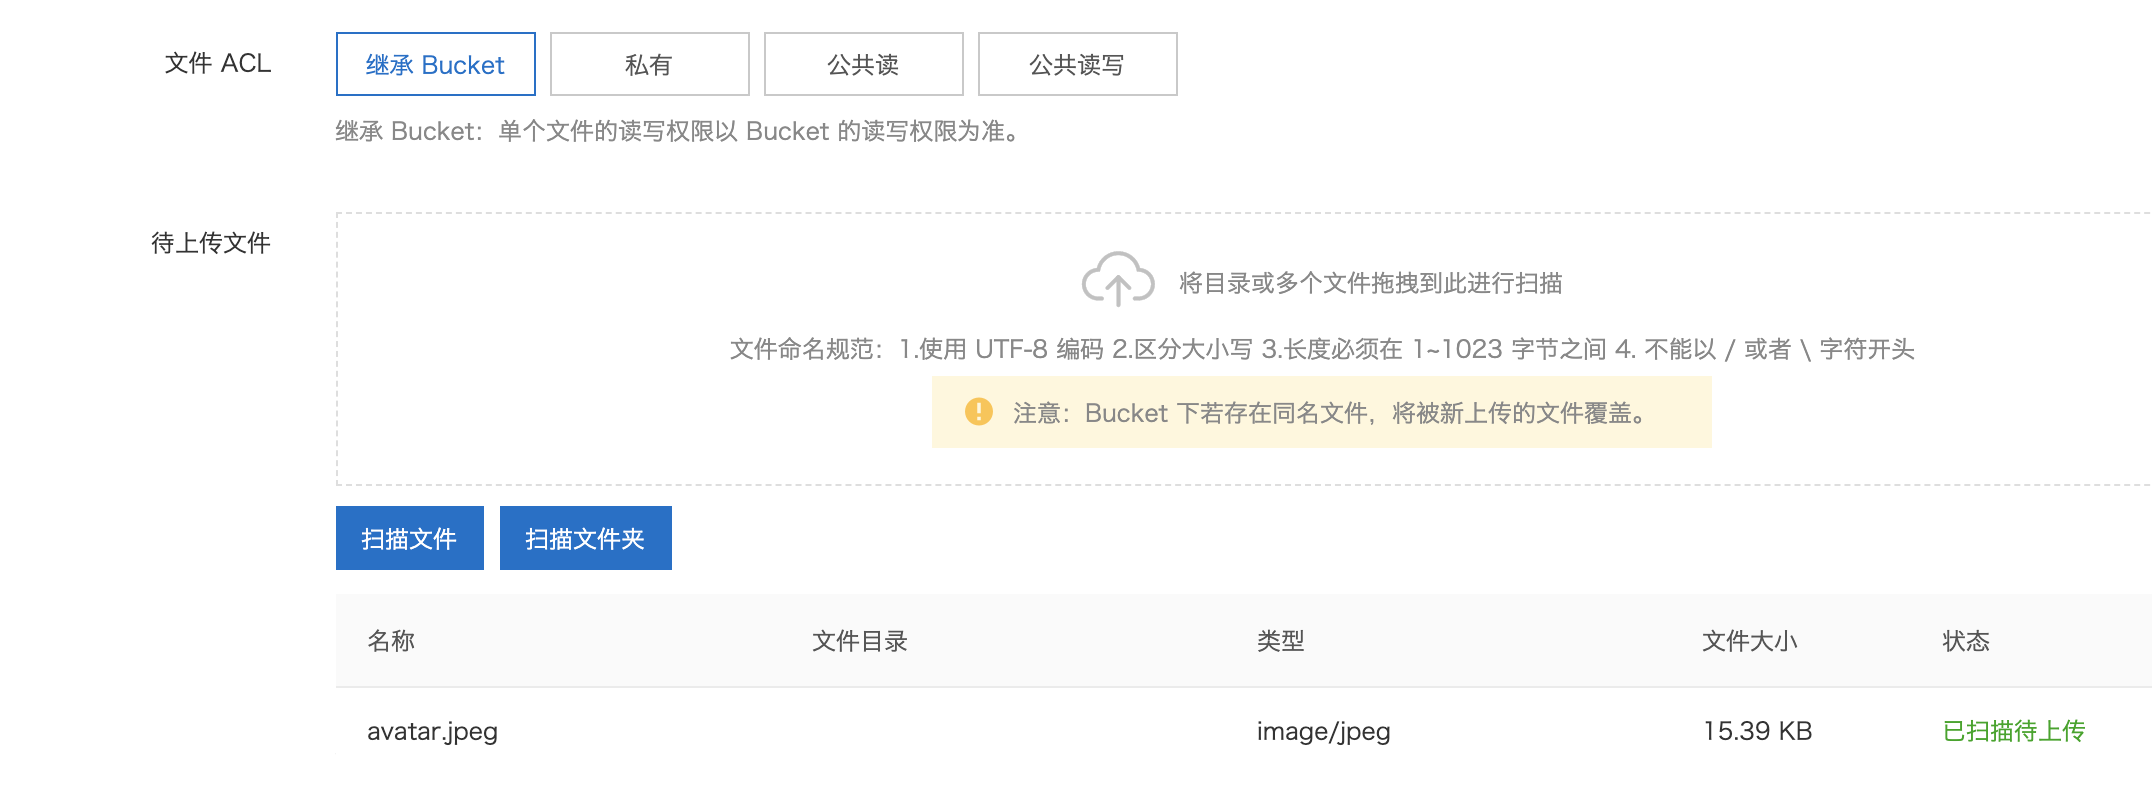 文件 ACL
继承 Bucket 私有 公共读 公共读写
继承 Bucket：单个文件的读写权限以 Bucket 的读写权限为准。
待上传文件
将目录或多个文件拖拽到此进行扫描
文件命名规范：1.使用 UTF-8 编码 2.区分大小写 3.长度必须在 1~1023 字节之间 4. 不能以 / 或者 \ 字符开头
注意：Bucket 下若存在同名文件，将被新上传的文件覆盖。
扫描文件 扫描文件夹
名称 文件目录 类型 文件大小 状态
avatar.jpeg image/jpeg 15.39 KB 已扫描待上传